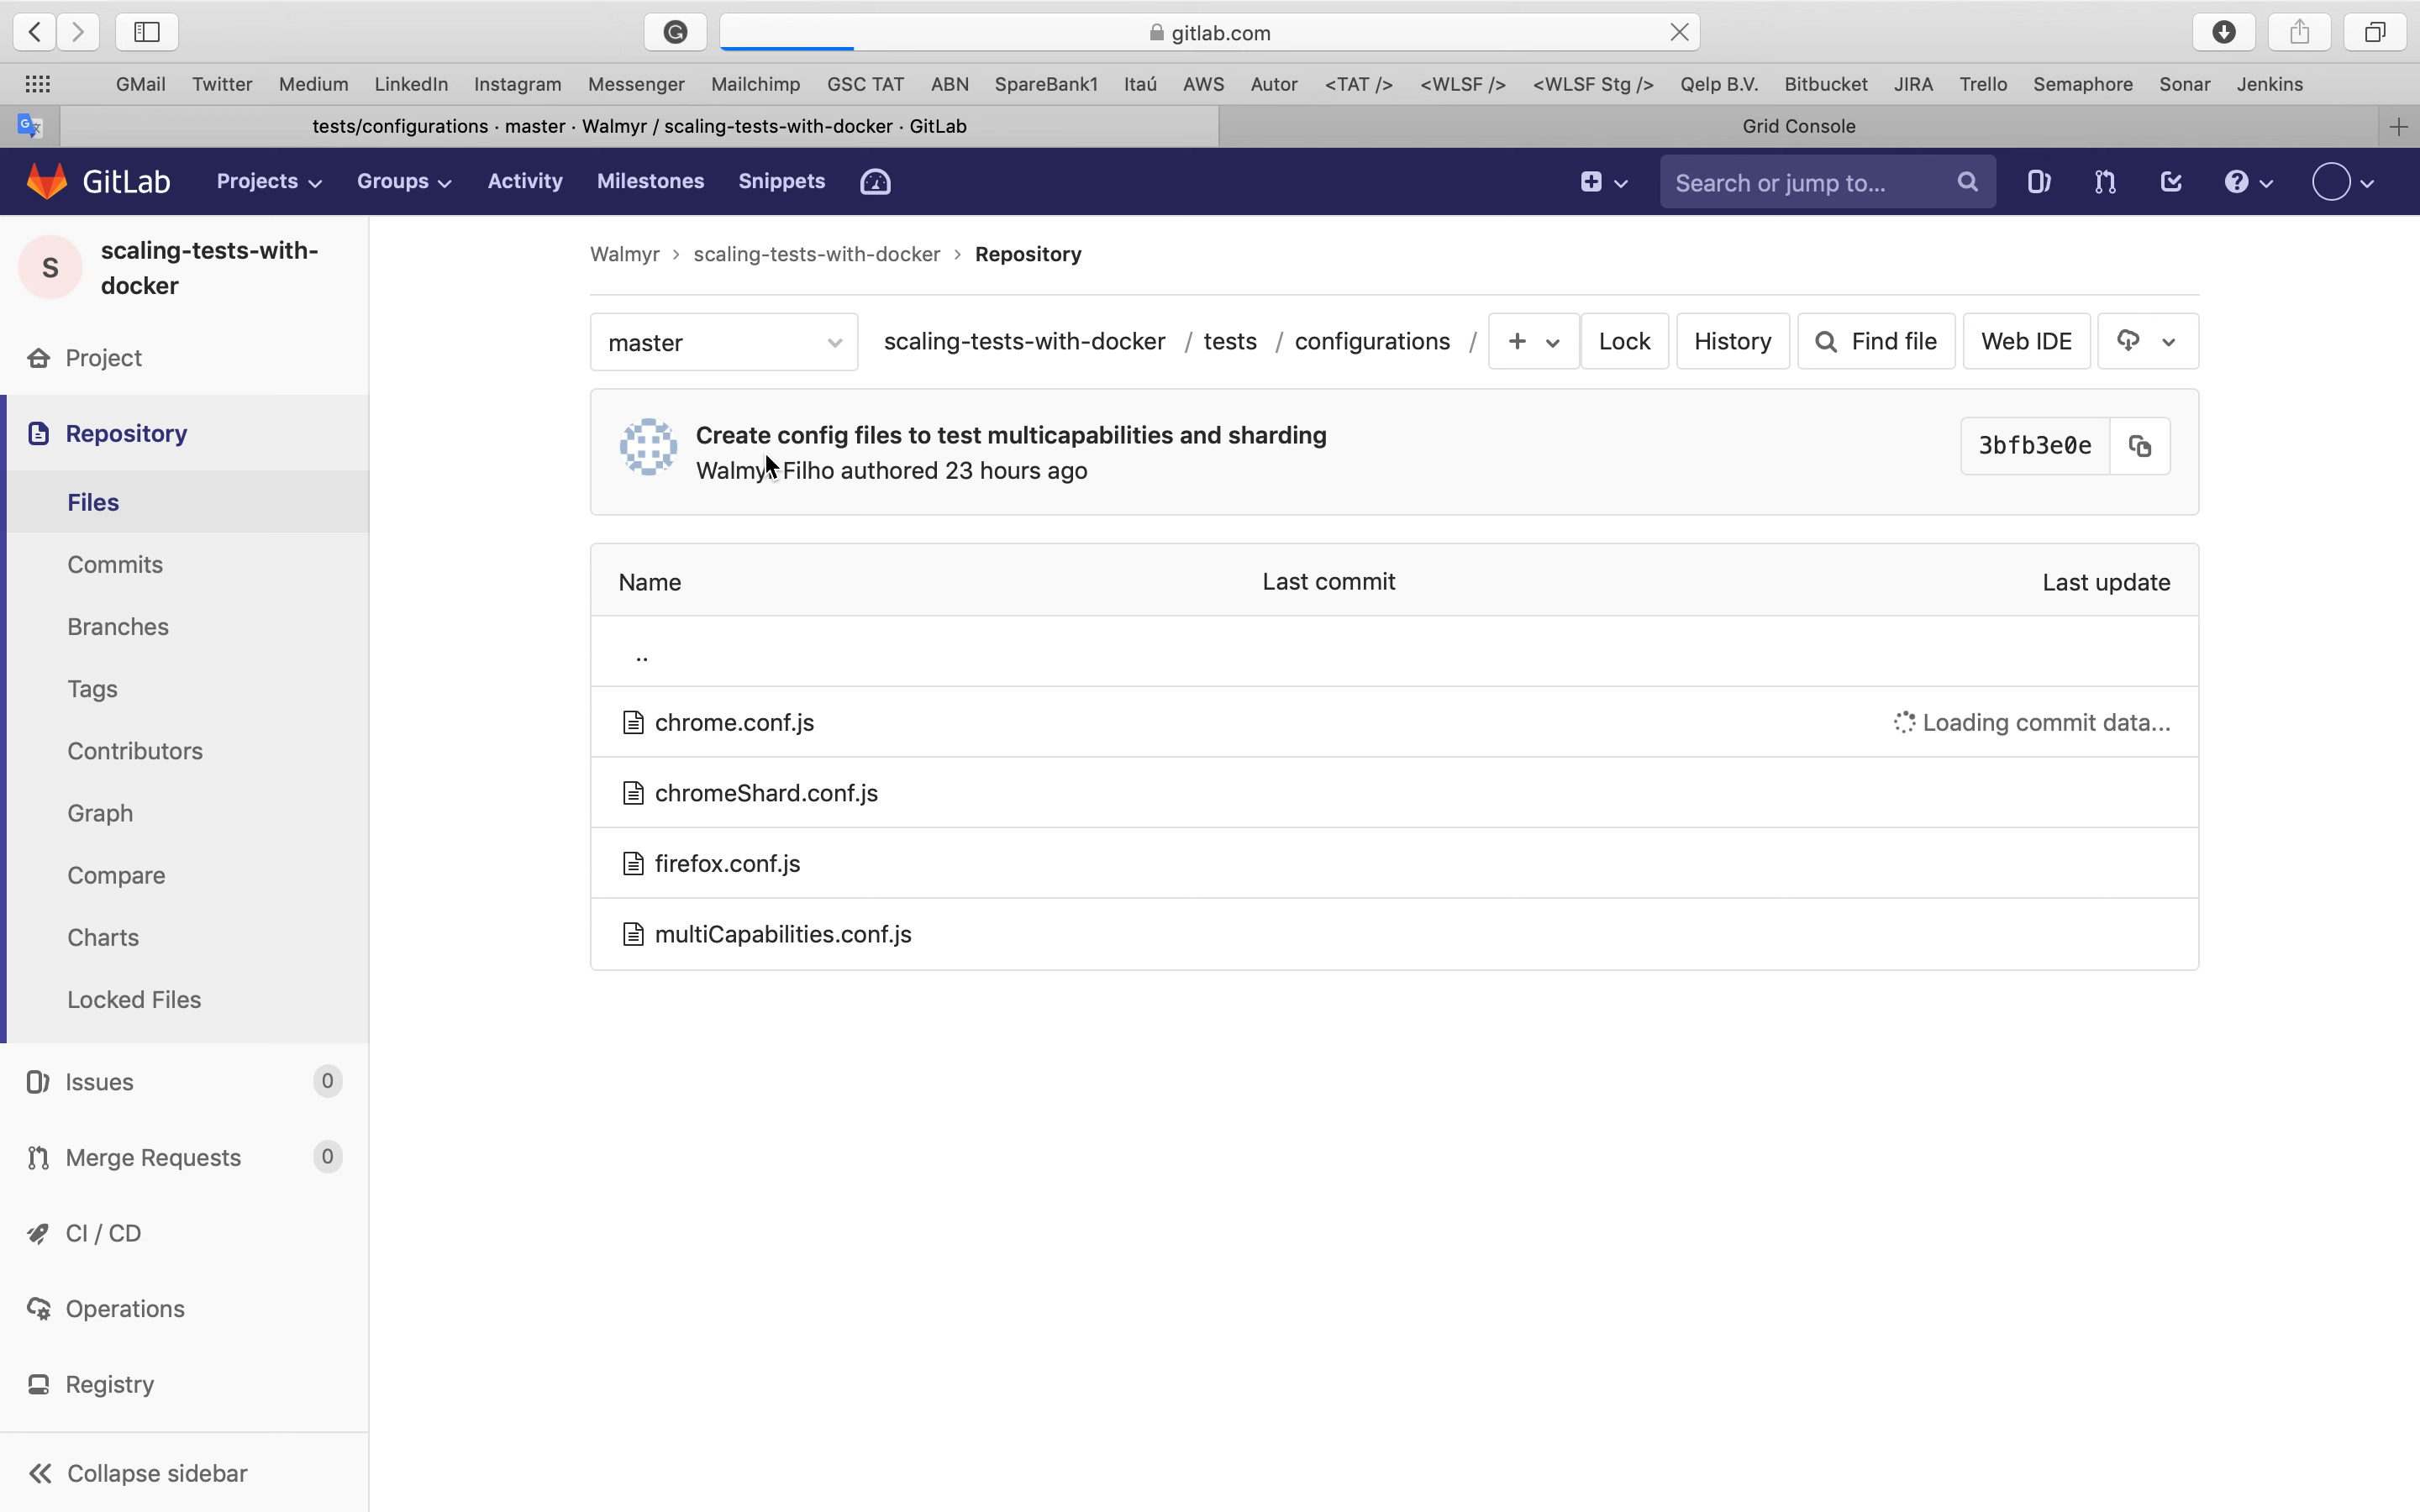 gitlab.com
GMail Twitter Medium LinkedIn Instagram Messenger Mailchimp GSC TAT ABN SpareBank1 Itaú AWS Autor <TAT /> <WLSF /> <WLSF Stg /> Qelp B.V. Bitbucket JIRA Trello Semaphore Sonar Jenkins
tests/configurations · master · Walmyr / scaling-tests-with-docker · GitLab
Grid Console
GitLab Projects Groups Activity Milestones Snippets Search or jump to...
S
scaling-tests-with-
docker
Project
Repository
Files
Commits
Branches
Tags
Contributors
Graph
Compare
Charts
Locked Files
Issues 0
Merge Requests 0
CI / CD
Operations
Registry
Collapse sidebar
Walmyr > scaling-tests-with-docker > Repository
master scaling-tests-with-docker / tests / configurations / + Lock History Find file Web IDE
Create config files to test multicapabilities and sharding
Walmyr Filho authored 23 hours ago
3bfb3e0e
Name Last commit Last update
..
chrome.conf.js Loading commit data...
chromeShard.conf.js
firefox.conf.js
multiCapabilities.conf.js